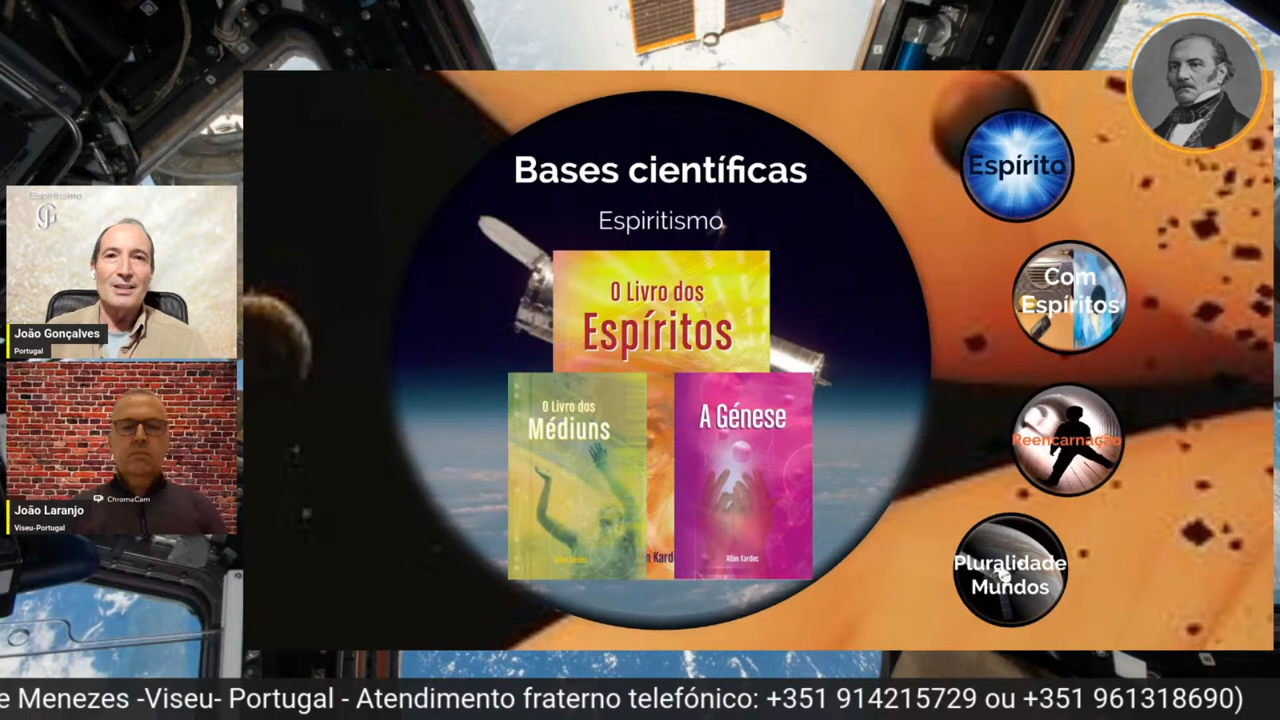 Espiritismo
João Gonçalves
Portugal
ChromaCam
João Laranjo
Viseu-Portugal
Bases científicas
Espiritismo
O Livro dos
Espíritos
O Livro dos
Médiuns
Allan Kardec
n Kard
A Génese
Allan Kardec
Espírito
Com
Espíritos
Reencarnação
Pluralidade
Mundos
e Menezes -Viseu- Portugal - Atendimento fraterno telefónico: +351 914215729 ou +351 961318690)